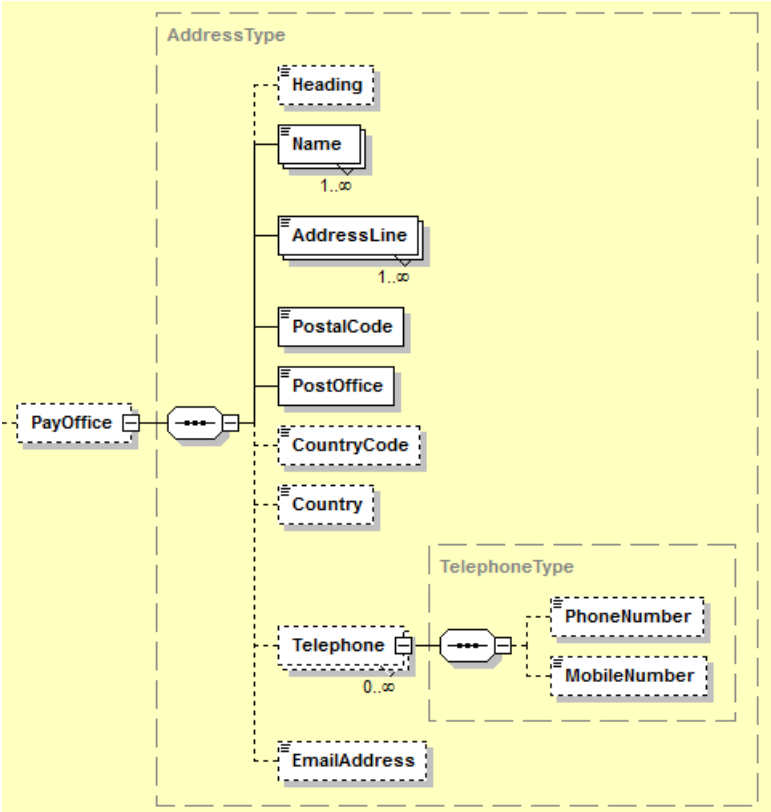 AddressType
Heading
Name
1..∞
AddressLine
1..∞
PostalCode
PostOffice
PayOffice
CountryCode
Country
TelephoneType
PhoneNumber
Telephone
0..∞
MobileNumber
EmailAddress